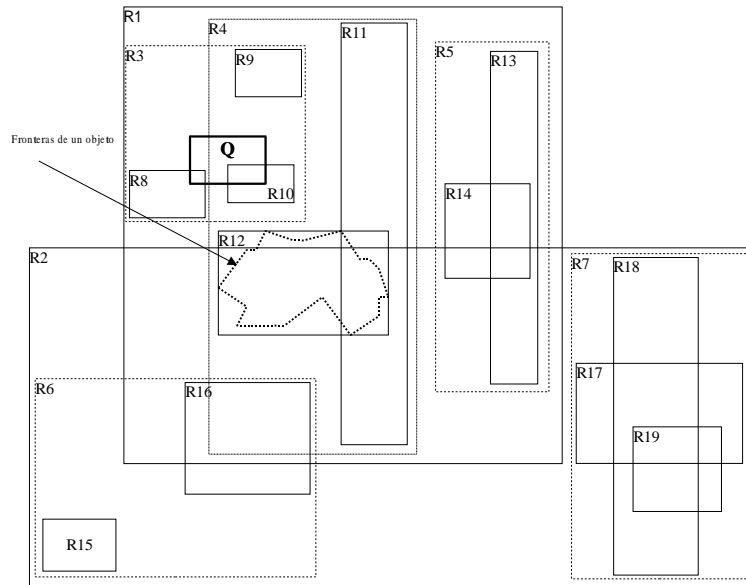 R1
R4
R11
R3
R9
R5
R13
Fronteras de un objeto
Q
R8
R10
R14
R12
R2
R7
R18
R6
R16
R17
R19
R15